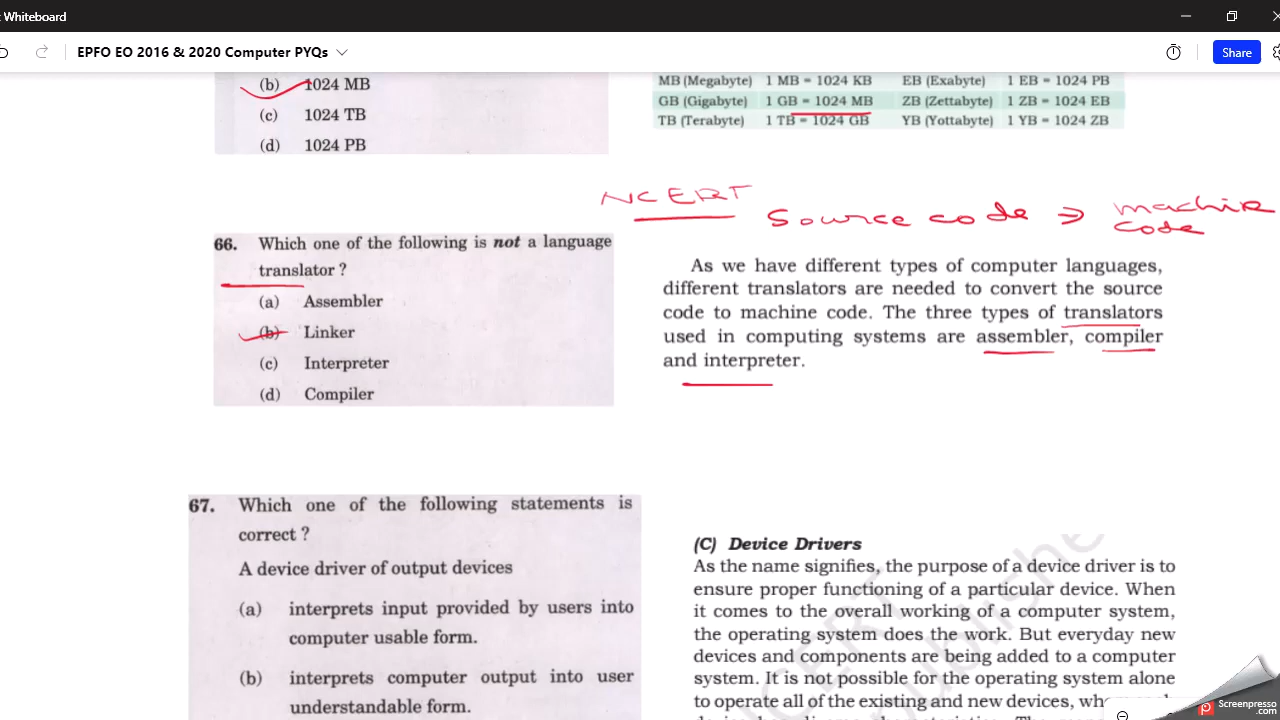 Whiteboard
EPFO EO 2016 & 2020 Computer PYQs
Share
(b) 1024 MB
(c) 1024 TB
(d) 1024 PB
MB (Megabyte) 1 MB = 1024 KB EB (Exabyte) 1 EB = 1024 PB
GB (Gigabyte) 1 GB = 1024 MB ZB (Zettabyte) 1 ZB = 1024 EB
TB (Terabyte) 1 TB = 1024 GB YB (Yottabyte) 1 YB = 1024 ZB
NCERT
Source code ⇒ machine
code
66. Which one of the following is not a language
translator ?
(a) Assembler
(b) Linker
(c) Interpreter
(d) Compiler
As we have different types of computer languages,
different translators are needed to convert the source
code to machine code. The three types of translators
used in computing systems are assembler, compiler
and interpreter.
67. Which one of the following statements is
correct ?
A device driver of output devices
(a) interprets input provided by users into
computer usable form.
(b) interprets computer output into user
understandable form.
(C) Device Drivers
As the name signifies, the purpose of a device driver is to
ensure proper functioning of a particular device. When
it comes to the overall working of a computer system,
the operating system does the work. But everyday new
devices and components are being added to a computer
system. It is not possible for the operating system alone
to operate all of the existing and new devices, wh
Screenpresso
.com